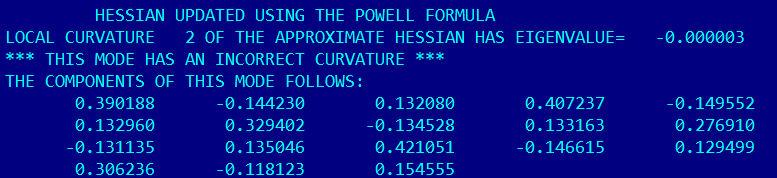 HESSIAN UPDATED USING THE POWELL FORMULA
LOCAL CURVATURE   2 OF THE APPROXIMATE HESSIAN HAS EIGENVALUE=   -0.000003
*** THIS MODE HAS AN INCORRECT CURVATURE ***
THE COMPONENTS OF THIS MODE FOLLOWS:
0.390188   -0.144230   0.132080   0.407237   -0.149552
0.132960   0.329402   -0.134528   0.133163   0.276910
-0.131135   0.135046   0.421051   -0.146615   0.129499
0.306236   -0.118123   0.154555